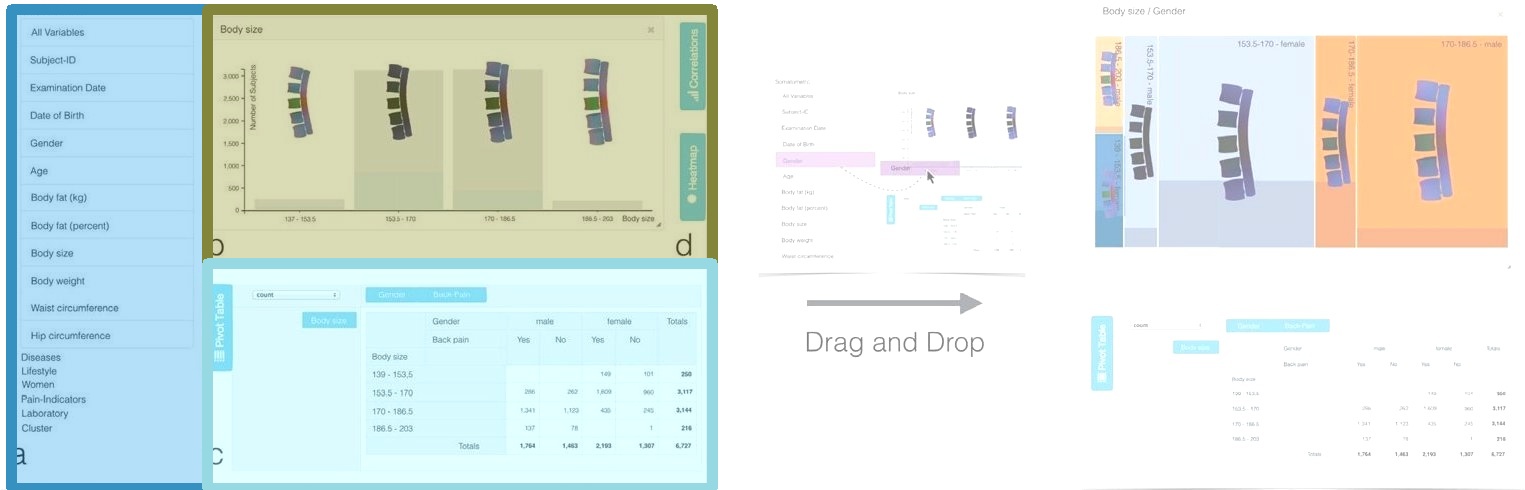 All Variables
Subject-ID
Examination Date
Date of Birth
Gender
Age
Body fat (kg)
Body fat (percent)
Body size
Body weight
Waist circumference
Hip circumference
Diseases
Lifestyle
Women
Pain-Indicators
Laboratory
Cluster
a
Body size
Number of Subjects
3,000
2,500
2,000
1,500
1,000
500
0
137 - 153.5
153.5 - 170
170 - 186.5
186.5 - 203
Body size
Correlations
Heatmap
b
d
Pivot Table
count
Gender Back Pain
Body size
Gender male female Totals
Back pain Yes No Yes No
Body size
139 - 153,5 149 101 250
153.5 - 170 286 262 1,609 960 3,117
170 - 186.5 1,341 1,123 435 245 3,144
186.5 - 203 137 78 1 216
Totals 1,764 1,463 2,193 1,307 6,727
c
All Variables
Subject-IC
Examination Date
Date of Birth
Gender
Age
Body fat (kg)
Body fat (percent)
Body size
Body weight
Waist circumference
Gender
Drag and Drop
Body size / Gender
186.5 - 203 - male
139 - 153.5 - female
153.5-170 - male
153.5-170 - female
170-186.5 - female
170-186.5 - male
Pivot Table
count
Gender Back Pain
Body size
Gender male female Totals
Back pain Yes No Yes No
Body size
153.5 - 170 286 262 1,609 960 3,117
170 - 186.5 1,341 1,123 435 245 3,144
186.5 - 203 137 78 1 216
Totals 1,764 1,463 2,193 1,307 6,727